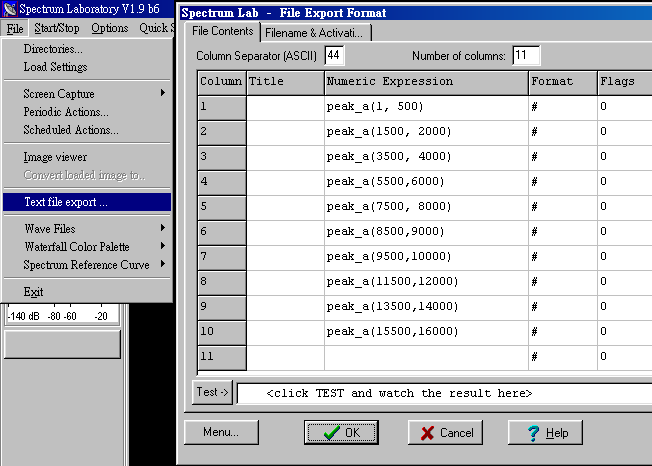 Spectrum Laboratory V1.9 b6
File Start/Stop Options Quick S
Directories...
Load Settings
Screen Capture
Periodic Actions...
Scheduled Actions...
Image viewer
Convert loaded image to..
Text file export ...
Wave Files
Waterfall Color Palette
Spectrum Reference Curve
Exit
-140 dB -80 -60 -20
Spectrum Lab - File Export Format
File Contents Filename & Activati...
Column Separator (ASCII) 44 Number of columns: 11
Column Title Numeric Expression Format Flags
1 peak_a(1, 500) # 0
2 peak_a(1500, 2000) # 0
3 peak_a(3500, 4000) # 0
4 peak_a(5500,6000) # 0
5 peak_a(7500, 8000) # 0
6 peak_a(8500,9000) # 0
7 peak_a(9500,10000) # 0
8 peak_a(11500,12000) # 0
9 peak_a(13500,14000) # 0
10 peak_a(15500,16000) # 0
11 # 0
Test -> <click TEST and watch the result here>
Menu... OK Cancel ? Help